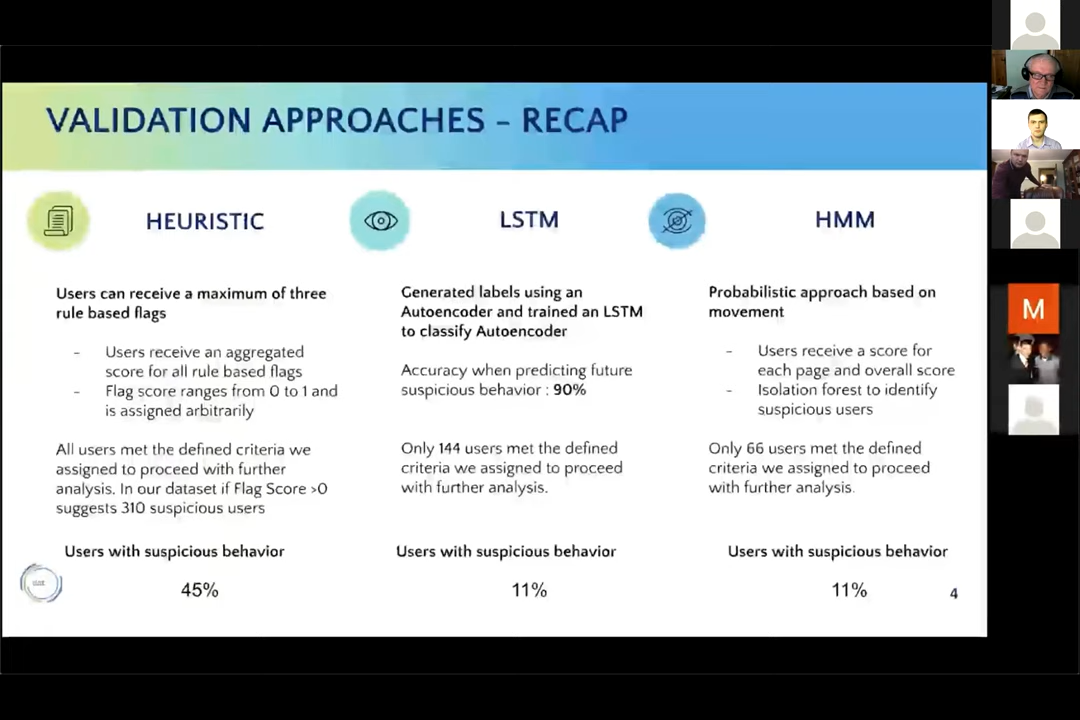 VALIDATION APPROACHES - RECAP
HEURISTIC
Users can receive a maximum of three
rule based flags
- Users receive an aggregated
score for all rule based flags
- Flag score ranges from 0 to 1 and
is assigned arbitrarily
All users met the defined criteria we
assigned to proceed with further
analysis. In our dataset if Flag Score >0
suggests 310 suspicious users
Users with suspicious behavior
45%
LSTM
Generated labels using an
Autoencoder and trained an LSTM
to classify Autoencoder
Accuracy when predicting future
suspicious behavior : 90%
Only 144 users met the defined
criteria we assigned to proceed
with further analysis.
Users with suspicious behavior
11%
HMM
Probabilistic approach based on
movement
- Users receive a score for
each page and overall score
- Isolation forest to identify
suspicious users
Only 66 users met the defined
criteria we assigned to proceed
with further analysis.
Users with suspicious behavior
11%
4
M